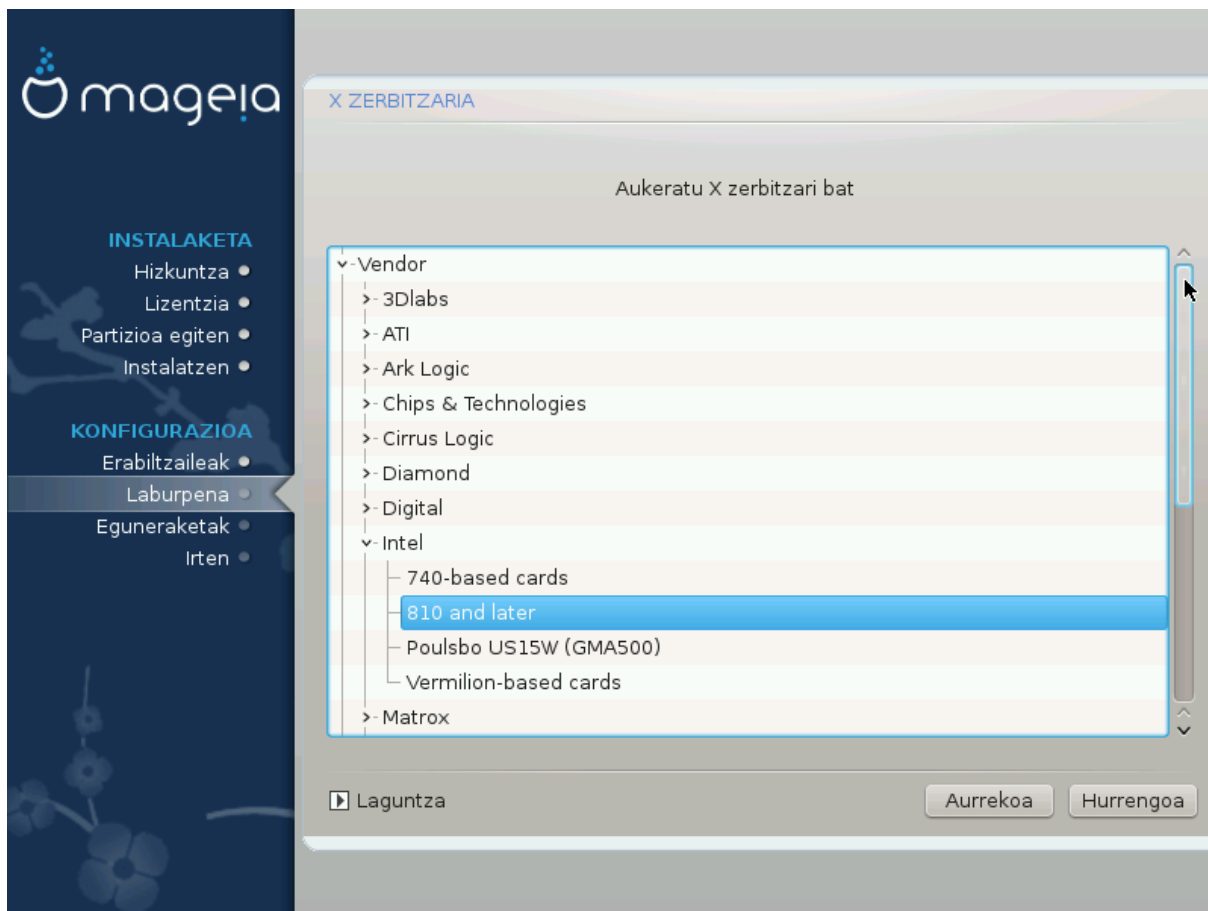 mageia
INSTALAKETA
Hizkuntza
Lizentzia
Partizioa egiten
Instalatzen
KONFIGURAZIOA
Erabiltzaileak
Laburpena
Eguneraketak
Irten
X ZERBITZARIA
Aukeratu X zerbitzari bat
Vendor
3Dlabs
ATI
Ark Logic
Chips & Technologies
Cirrus Logic
Diamond
Digital
Intel
740-based cards
810 and later
Poulsbo US15W (GMA500)
Vermilion-based cards
Matrox
Laguntza
Aurrekoa
Hurrengoa